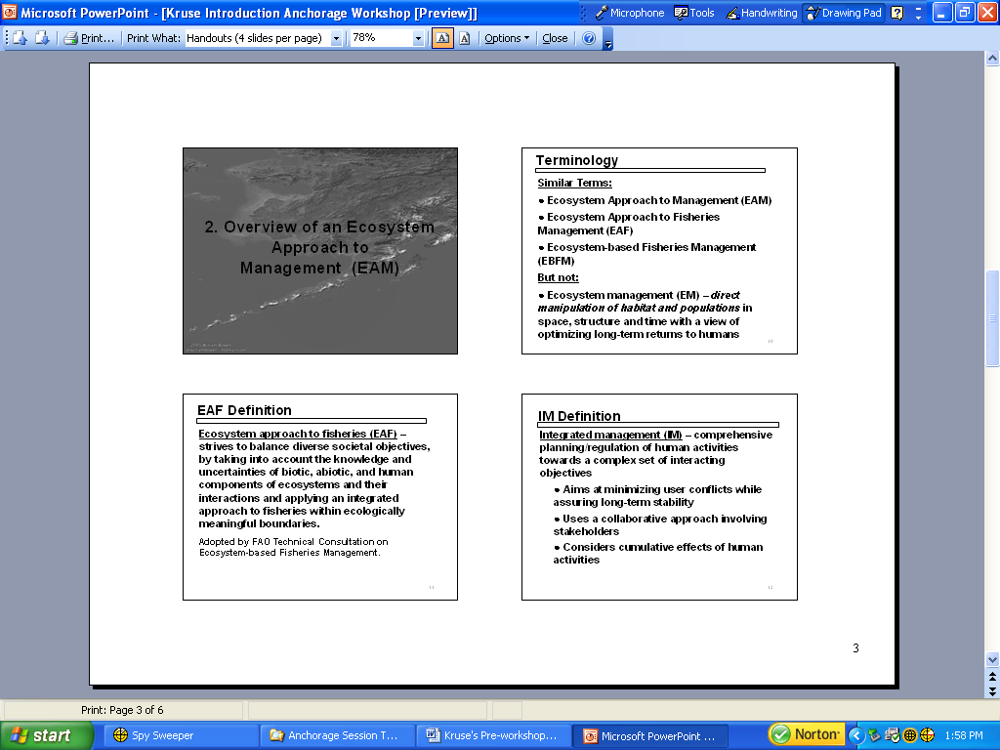 Microsoft PowerPoint - [Kruse Introduction Anchorage Workshop [Preview]]
Microphone Tools Handwriting Drawing Pad
Print... Print What: Handouts (4 slides per page) 78% Options Close
2. Overview of an Ecosystem
Approach to
Management (EAM)
Terminology
Similar Terms:
• Ecosystem Approach to Management (EAM)
• Ecosystem Approach to Fisheries
Management (EAF)
• Ecosystem-based Fisheries Management
(EBFM)
But not:
• Ecosystem management (EM) – direct
manipulation of habitat and populations in
space, structure and time with a view of
optimizing long-term returns to humans
10
EAF Definition
Ecosystem approach to fisheries (EAF) –
strives to balance diverse societal objectives,
by taking into account the knowledge and
uncertainties of biotic, abiotic, and human
components of ecosystems and their
interactions and applying an integrated
approach to fisheries within ecologically
meaningful boundaries.
Adopted by FAO Technical Consultation on
Ecosystem-based Fisheries Management.
11
IM Definition
Integrated management (IM) – comprehensive
planning/regulation of human activities
towards a complex set of interacting
objectives
• Aims at minimizing user conflicts while
assuring long-term stability
• Uses a collaborative approach involving
stakeholders
• Considers cumulative effects of human
activities
12
3
Print: Page 3 of 6
start Spy Sweeper Anchorage Session T... Kruse's Pre-workshop... Microsoft PowerPoint ... Norton 1:58 PM